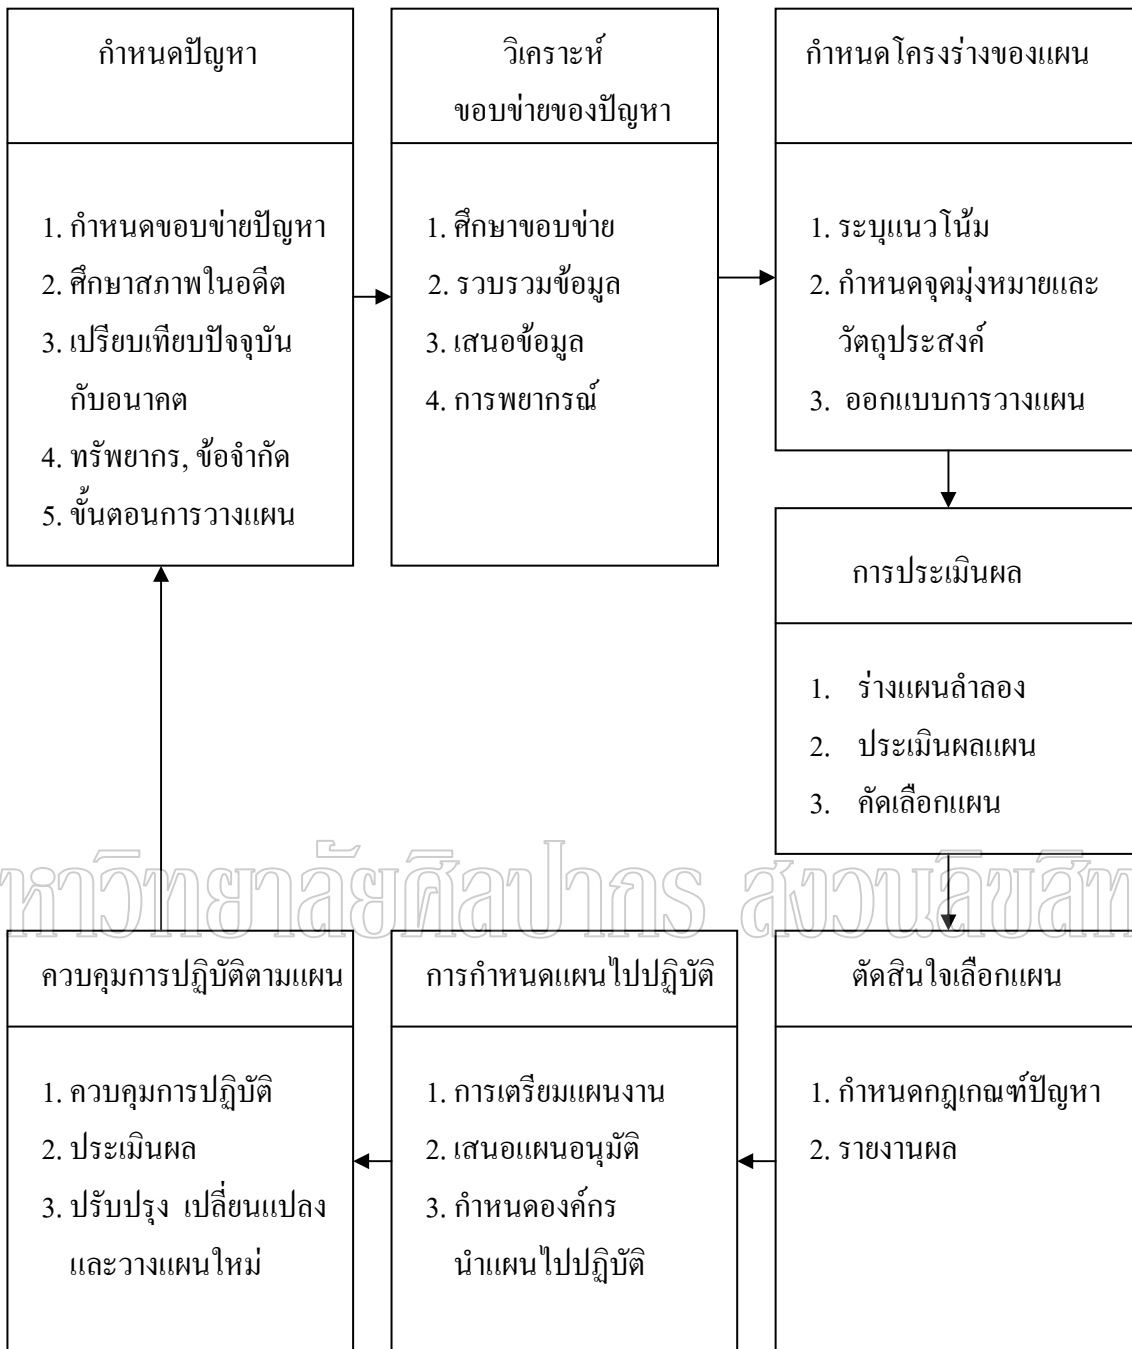 กำหนดปัญหา
1. กำหนดขอบข่ายปัญหา
2. ศึกษาสภาพในอดีต
3. เปรียบเทียบปัจจุบัน
กับอนาคต
4. ทรัพยากร, ข้อจำกัด
5. ขั้นตอนการวางแผน
วิเคราะห์
ขอบข่ายของปัญหา
1. ศึกษาขอบข่าย
2. รวบรวมข้อมูล
3. เสนอข้อมูล
4. การพยากรณ์
กำหนดโครงร่างของแผน
1. ระบุแนวโน้ม
2. กำหนดจุดมุ่งหมายและ
วัตถุประสงค์
3. ออกแบบการวางแผน
การประเมินผล
1. ร่างแผนลำลอง
2. ประเมินผลแผน
3. คัดเลือกแผน
ตัดสินใจเลือกแผน
1. กำหนดกฎเกณฑ์ปัญหา
2. รายงานผล
การกำหนดแผนไปปฏิบัติ
1. การเตรียมแผนงาน
2. เสนอแผนอนุมัติ
3. กำหนดองค์กร
นำแผนไปปฏิบัติ
ควบคุมการปฏิบัติตามแผน
1. ควบคุมการปฏิบัติ
2. ประเมินผล
3. ปรับปรุง เปลี่ยนแปลง
และวางแผนใหม่
หาวิทยาลัยศิลปากร สงวนลิขสิท